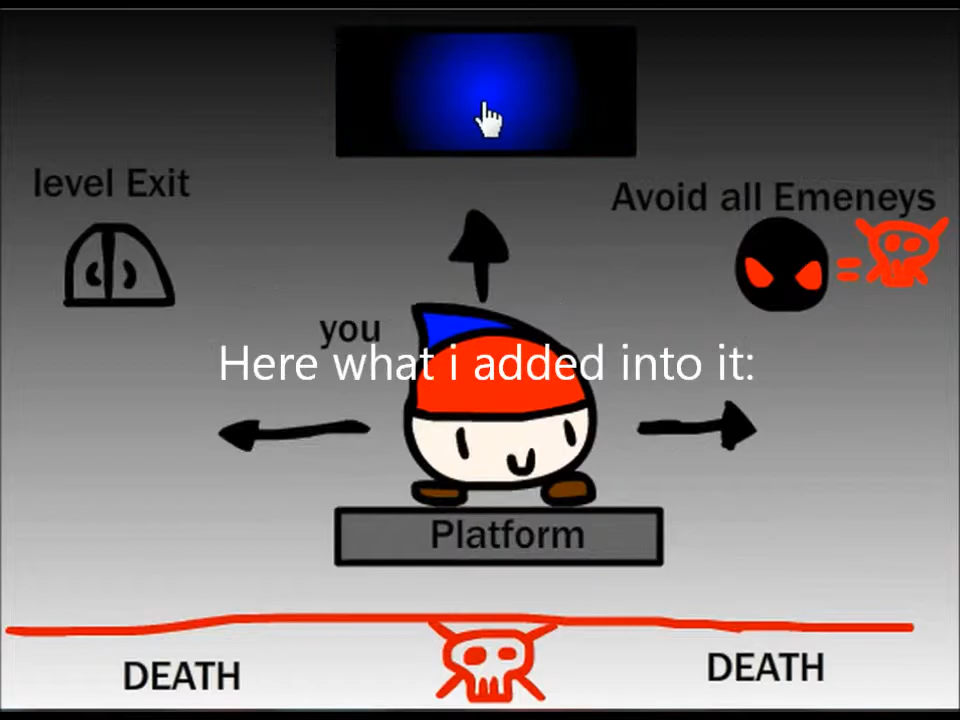 level Exit
Avoid all Emeneys
=
you
Here what i added into it:
Platform
DEATH
DEATH